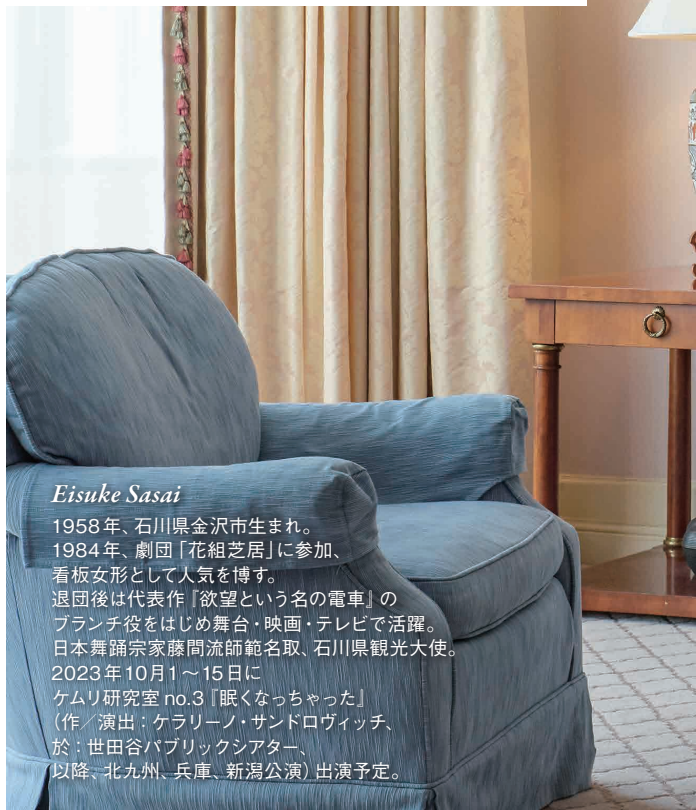 Eisuke Sasai
1958年、石川県金沢市生まれ。
1984年、劇団「花組芝居」に参加、
看板女形として人気を博す。
退団後は代表作『欲望という名の電車』の
ブランチ役をはじめ舞台・映画・テレビで活躍。
日本舞踊宗家藤間流師範名取、石川県観光大使。
2023年10月1～15日に
ケムリ研究室 no.3『眠くなっちゃった』
（作／演出：ケラリーノ・サンドロヴィッチ、
於：世田谷パブリックシアター、
以降、北九州、兵庫、新潟公演）出演予定。